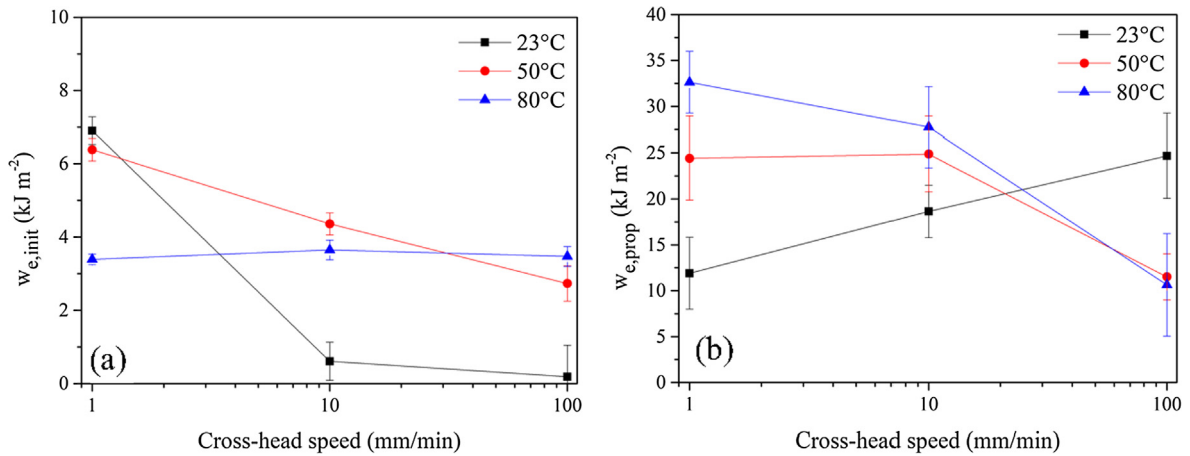 10
8
6
4
2
0
w_e,init (kJ m^-2)
23°C
50°C
80°C
(a)
1 10 100
Cross-head speed (mm/min)
40
35
30
25
20
15
10
5
0
w_e,prop (kJ m^-2)
23°C
50°C
80°C
(b)
1 10 100
Cross-head speed (mm/min)